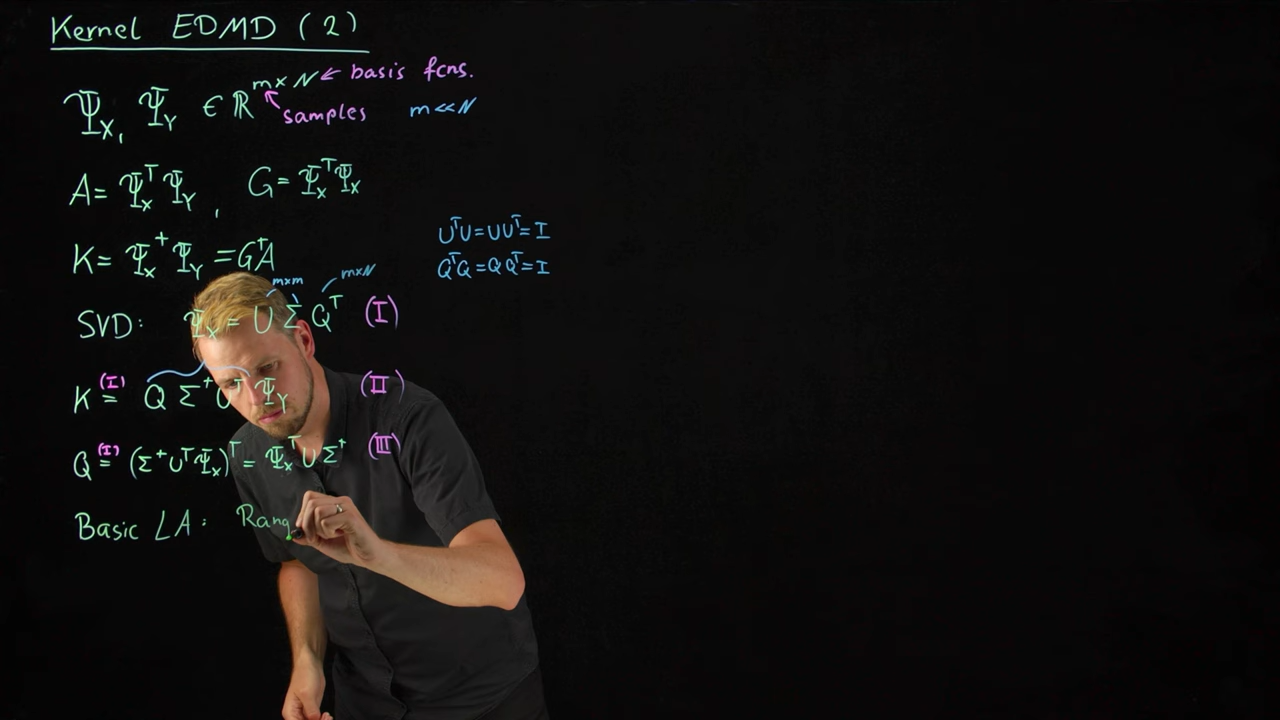 Kernel EDMD (2)
Ψ_X, Ψ_Y ∈ ℝ^{m×N} ← basis fcns.
samples m << N
A = Ψ_X^T Ψ_Y, G = Ψ_X^T Ψ_X
U^T U = U U^T = I
K = Ψ_X^+ Ψ_Y = G^+ A
Q^T Q = Q Q^T = I
m×m m×N
SVD: Ψ_X = U Σ Q^T (I)
K (I)= Q Σ^+ U^T Ψ_Y (II)
Q (I)= (Σ^+ U^T Ψ_X)^T = Ψ_X^T U Σ^+ (III)
Basic LA: Rang